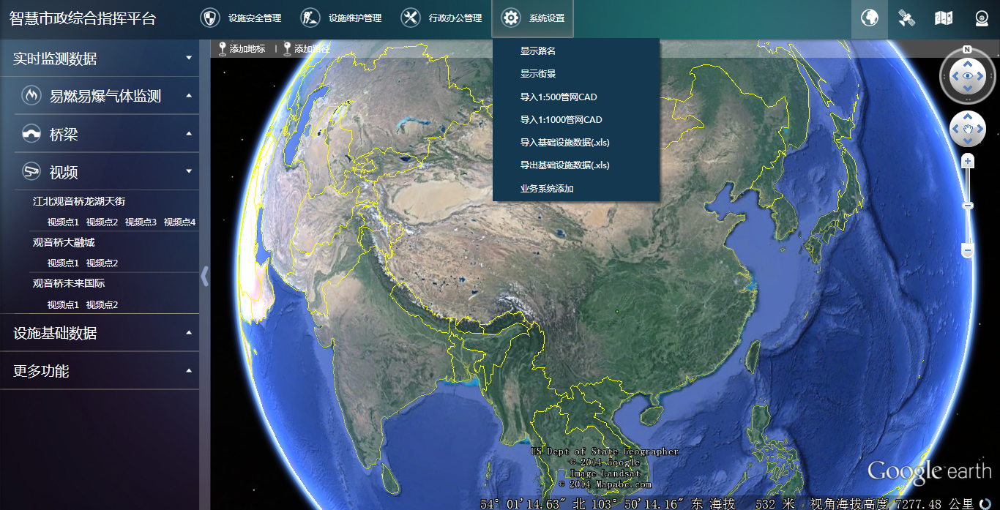 智慧市政综合指挥平台
设施安全管理
设施维护管理
行政办公管理
系统设置
显示路名
显示街景
导入1:500管网CAD
导入1:1000管网CAD
导入基础设施数据(.xls)
导出基础设施数据(.xls)
业务系统添加
实时监测数据
易燃易爆气体监测
桥梁
视频
江北观音桥龙湖天街
视频点1 视频点2 视频点3 视频点4
观音桥大融城
视频点1 视频点2
观音桥未来国际
视频点1 视频点2
设施基础数据
更多功能
添加地标 | 添加路径
N
US Dept of State Geographer
© 2014 Google
Image Landsat
© 2014 Mapabc.com
Google earth
54° 01'14.63" 北 103° 50'14.16" 东 海拔 532 米 视角海拔高度 7277.48 公里